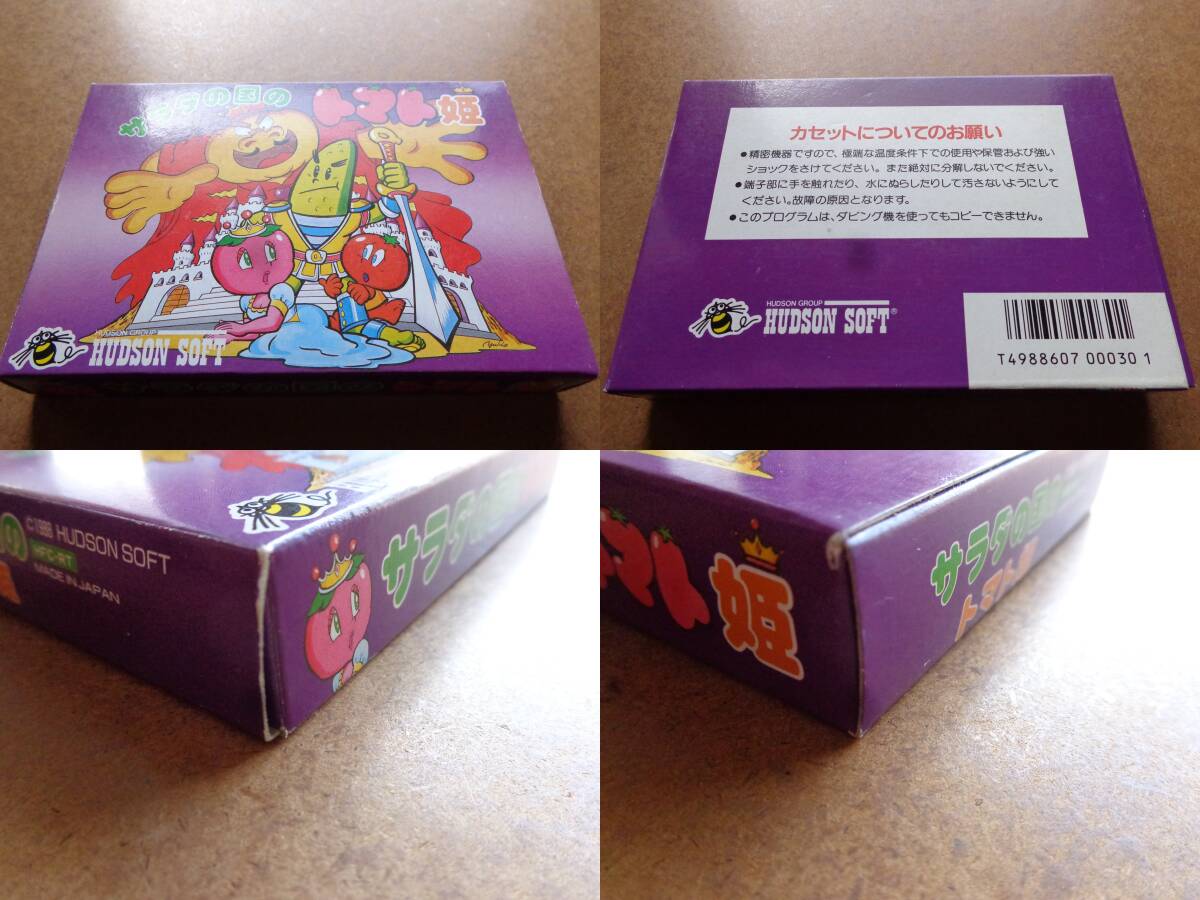 サラダの国の トマト姫
HUDSON GROUP
HUDSON SOFT
カセットについてのお願い
●精密機器ですので、極端な温度条件下での使用や保管および強い
ショックをさけてください。また絶対に分解しないでください。
●端子部に手を触れたり、水にぬらしたりして汚さないようにして
ください。故障の原因となります。
●このプログラムは、ダビング機を使ってもコピーできません。
HUDSON GROUP
HUDSON SOFT®
T4988607 00030 1
C1988 HUDSON SOFT
HFC-RT
MADE IN JAPAN
サラダの国
トマト姫
サラダの国の
トマト姫